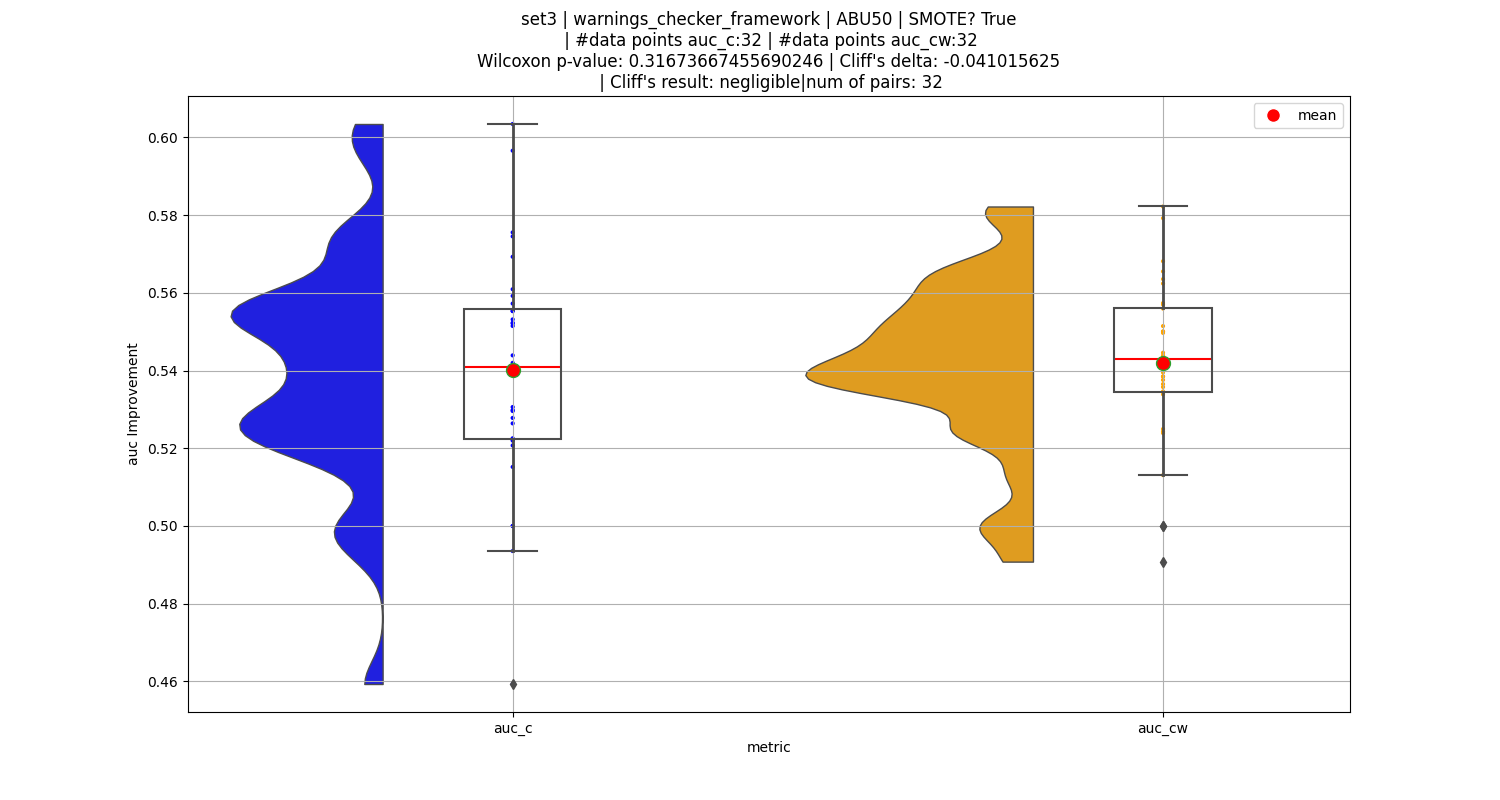 set3 | warnings_checker_framework | ABU50 | SMOTE? True
| #data points auc_c:32 | #data points auc_cw:32
Wilcoxon p-value: 0.31673667455690246 | Cliff's delta: -0.041015625
| Cliff's result: negligible|num of pairs: 32
mean
0.60
0.58
0.56
0.54
0.52
0.50
0.48
0.46
auc Improvement
auc_c
auc_cw
metric